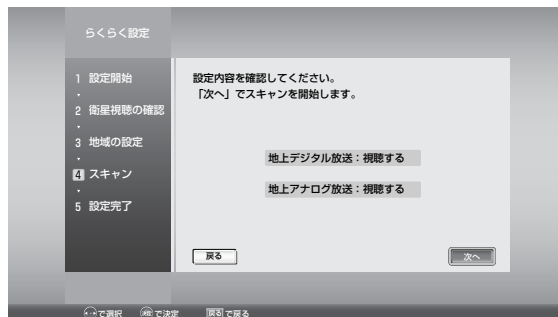 らくらく設定
1 設定開始
2 衛星視聴の確認
3 地域の設定
4 スキャン
5 設定完了
設定内容を確認してください。
「次へ」でスキャンを開始します。
地上デジタル放送：視聴する
地上アナログ放送：視聴する
戻る
次へ
で選択 決定 で決定 戻る で戻る